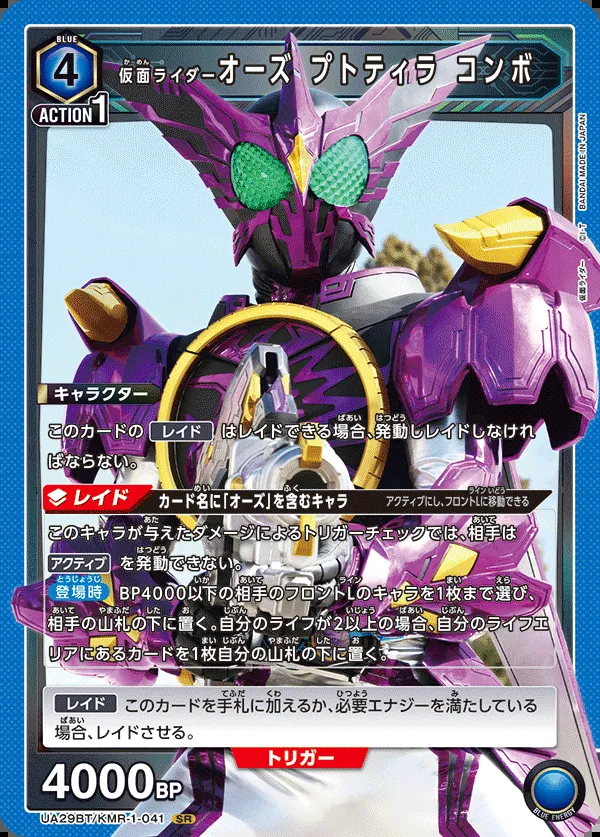 BLUE
4
ACTION 1
仮面ライダーオーズ プトティラ コンボ
仮面ライダー ©I･T BANDAI MADE IN JAPAN
キャラクター
このカードの レイド はレイドできる場合、発動しレイドしなけれ
ばならない。
レイド カード名に「オーズ」を含むキャラ アクティブにし、フロントLに移動できる
このキャラが与えたダメージによるトリガーチェックでは、相手は
アクティブ を発動できない。
登場時 BP4000以下の相手のフロントLのキャラを1枚まで選び、
相手の山札の下に置く。自分のライフが2以上の場合、自分のライフエ
リアにあるカードを1枚自分の山札の下に置く。
レイド このカードを手札に加えるか、必要エナジーを満たしている
場合、レイドさせる。
トリガー
4000BP
UA29BT/KMR-1-041 SR
BLUE ENERGY